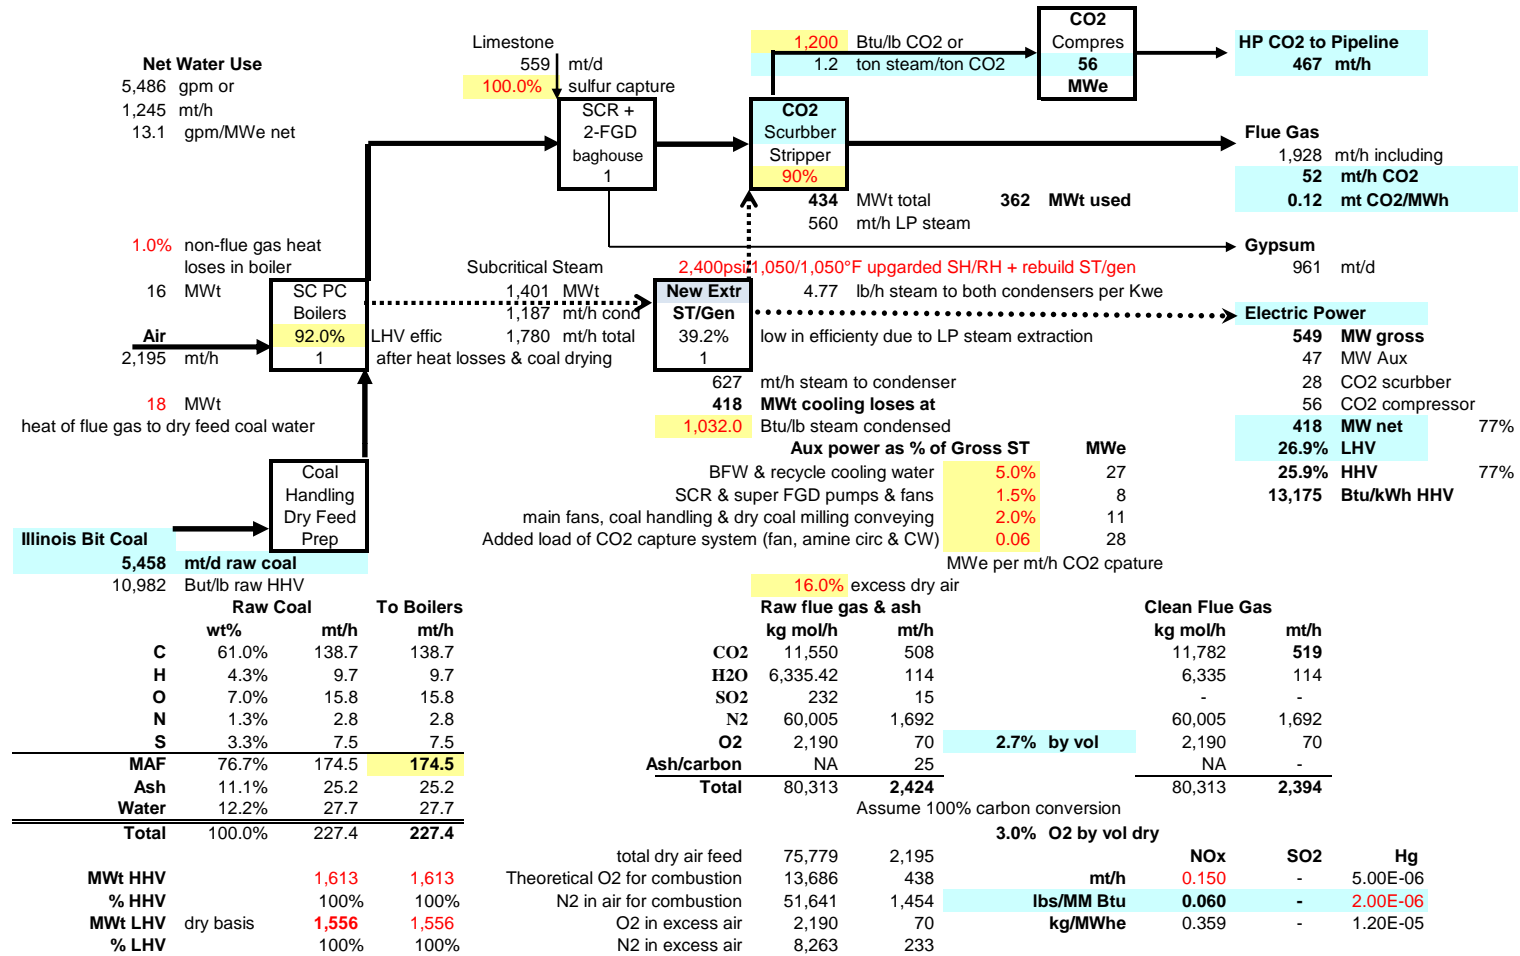 CO2
Limestone 1,200 Btu/lb CO2 or Compres HP CO2 to Pipeline
Net Water Use 559 mt/d 1.2 ton steam/ton CO2 56 467 mt/h
5,486 gpm or 100.0% sulfur capture MWe
1,245 mt/h SCR + CO2
13.1 gpm/MWe net 2-FGD Scurbber Flue Gas
baghouse Stripper 1,928 mt/h including
1 90% 52 mt/h CO2
434 MWt total 362 MWt used 0.12 mt CO2/MWh
560 mt/h LP steam
1.0% non-flue gas heat Gypsum
loses in boiler Subcritical Steam 2,400psi/1,050/1,050°F upgarded SH/RH + rebuild ST/gen 961 mt/d
16 MWt SC PC 1,401 MWt New Extr 4.77 lb/h steam to both condensers per Kwe
Boilers 1,187 mt/h cond ST/Gen Electric Power
Air 92.0% LHV effic 1,780 mt/h total 39.2% low in efficienty due to LP steam extraction 549 MW gross
2,195 mt/h 1 after heat losses & coal drying 1 47 MW Aux
627 mt/h steam to condenser 28 CO2 scurbber
18 MWt 418 MWt cooling loses at 56 CO2 compressor
heat of flue gas to dry feed coal water 1,032.0 Btu/lb steam condensed 418 MW net 77%
Aux power as % of Gross ST MWe 26.9% LHV
Coal BFW & recycle cooling water 5.0% 27 25.9% HHV 77%
Handling SCR & super FGD pumps & fans 1.5% 8 13,175 Btu/kWh HHV
Dry Feed main fans, coal handling & dry coal milling conveying 2.0% 11
Illinois Bit Coal Prep Added load of CO2 capture system (fan, amine circ & CW) 0.06 28
5,458 mt/d raw coal MWe per mt/h CO2 cpature
10,982 But/lb raw HHV 16.0% excess dry air
Raw Coal To Boilers Raw flue gas & ash Clean Flue Gas
wt% mt/h mt/h kg mol/h mt/h kg mol/h mt/h
C 61.0% 138.7 138.7 CO2 11,550 508 11,782 519
H 4.3% 9.7 9.7 H2O 6,335.42 114 6,335 114
O 7.0% 15.8 15.8 SO2 232 15 - -
N 1.3% 2.8 2.8 N2 60,005 1,692 60,005 1,692
S 3.3% 7.5 7.5 O2 2,190 70 2.7% by vol 2,190 70
MAF 76.7% 174.5 174.5 Ash/carbon NA 25 NA -
Ash 11.1% 25.2 25.2 Total 80,313 2,424 80,313 2,394
Water 12.2% 27.7 27.7 Assume 100% carbon conversion
Total 100.0% 227.4 227.4 3.0% O2 by vol dry
total dry air feed 75,779 2,195 NOx SO2 Hg
MWt HHV 1,613 1,613 Theoretical O2 for combustion 13,686 438 mt/h 0.150 - 5.00E-06
% HHV 100% 100% N2 in air for combustion 51,641 1,454 lbs/MM Btu 0.060 - 2.00E-06
MWt LHV dry basis 1,556 1,556 O2 in excess air 2,190 70 kg/MWhe 0.359 - 1.20E-05
% LHV 100% 100% N2 in excess air 8,263 233